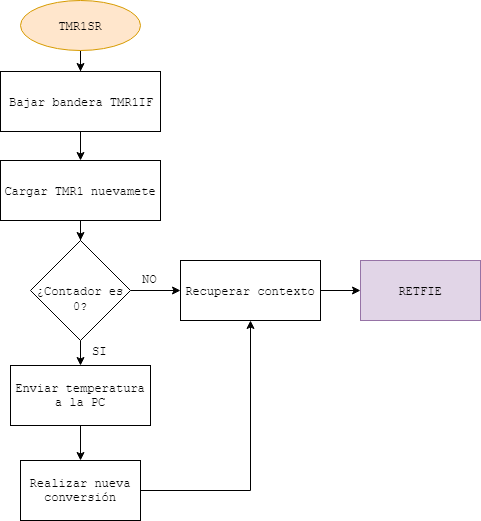 TMR1SR
Bajar bandera TMR1IF
Cargar TMR1 nuevamete
¿Contador es
0?
NO
Recuperar contexto
RETFIE
SI
Enviar temperatura
a la PC
Realizar nueva
conversión